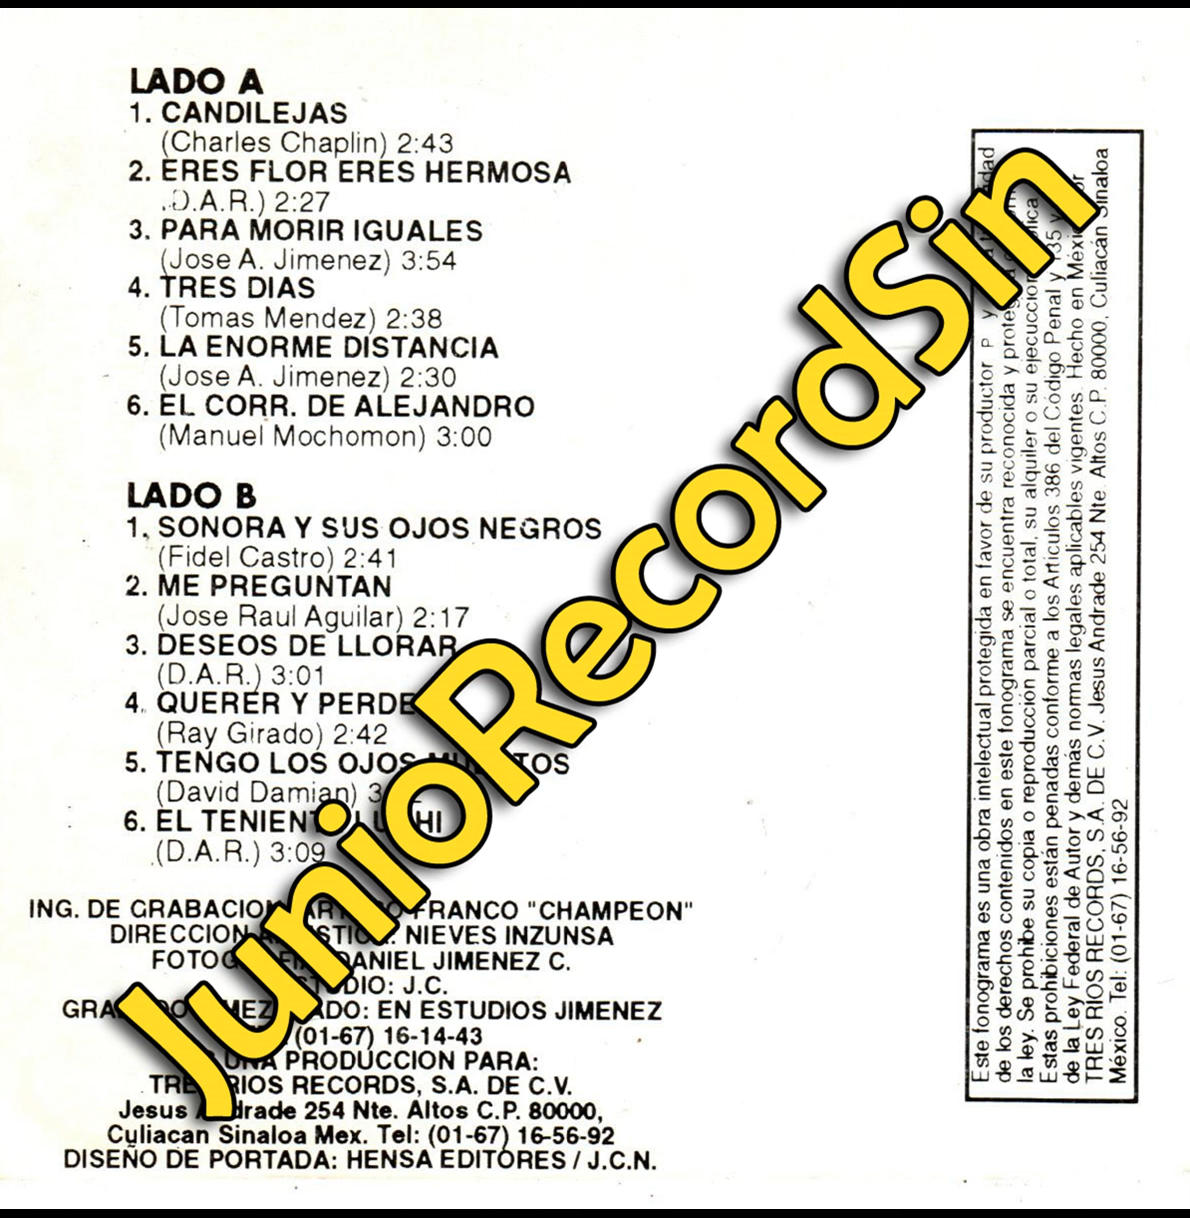 LADO A
1. CANDILEJAS
(Charles Chaplin) 2:43
2. ERES FLOR ERES HERMOSA
D.A.R.) 2:27
3. PARA MORIR IGUALES
(Jose A. Jimenez) 3:54
4. TRES DIAS
(Tomas Mendez) 2:38
5. LA ENORME DISTANCIA
(Jose A. Jimenez) 2:30
6. EL CORR. DE ALEJANDRO
(Manuel Mochomon) 3:00
LADO B
1. SONORA Y SUS OJOS NEGROS
(Fidel Castro) 2:41
2. ME PREGUNTAN
(Jose Raul Aguilar) 2:17
3. DESEOS DE LLORAR
(D.A.R.) 3:01
4. QUERER Y
(Ray Girado) 2:42
5. TENGO LOS OJOS
(David Damian)
6. EL
(D.A.R.) 3:09
ING. DE GRABACION FRANCO "CHAMPEON"
DIRECCION NIEVES INZUNSA
DANIEL JIMENEZ C.
J.C.
EN ESTUDIOS JIMENEZ
(01-67) 16-14-43
UNA PRODUCCION PARA:
TRES RIOS RECORDS, S.A. DE C.V.
Jesus Andrade 254 Nte. Altos C.P. 80000,
Culiacan Sinaloa Mex. Tel: (01-67) 16-56-92
DISEÑO DE PORTADA: HENSA EDITORES / J.C.N.
Este fonograma es una obra intelectual protegida en favor de su productor P y
de los derechos contenidos en este fonograma se encuentra reconocida y
la ley. Se prohibe su copia o reproducción parcial o total, su alquiler o su ejecuccion
Estas prohibiciones están penadas conforme a los Articulos 386 del Código Penal y 135
de la Ley Federal de Autor y demás normas legales aplicables vigentes. Hecho en México
TRES RIOS RECORDS, S.A. DE C.V. Jesus Andrade 254 Nte. Altos C.P. 80000, Culiacán Sinaloa
México. Tel: (01-67) 16-56-92
JunioRecordSin